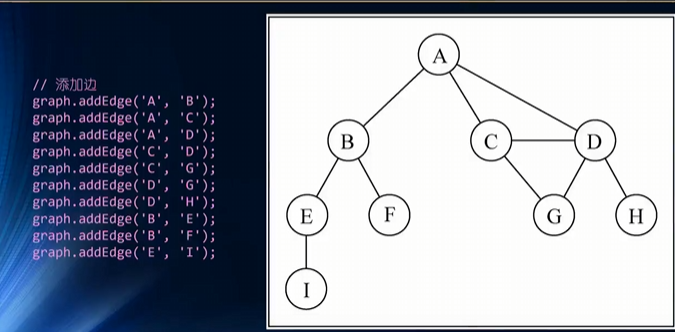 // 添加边
graph.addEdge('A', 'B');
graph.addEdge('A', 'C');
graph.addEdge('A', 'D');
graph.addEdge('C', 'D');
graph.addEdge('C', 'G');
graph.addEdge('D', 'G');
graph.addEdge('D', 'H');
graph.addEdge('B', 'E');
graph.addEdge('B', 'F');
graph.addEdge('E', 'I');
A
B C D
E F G H
I